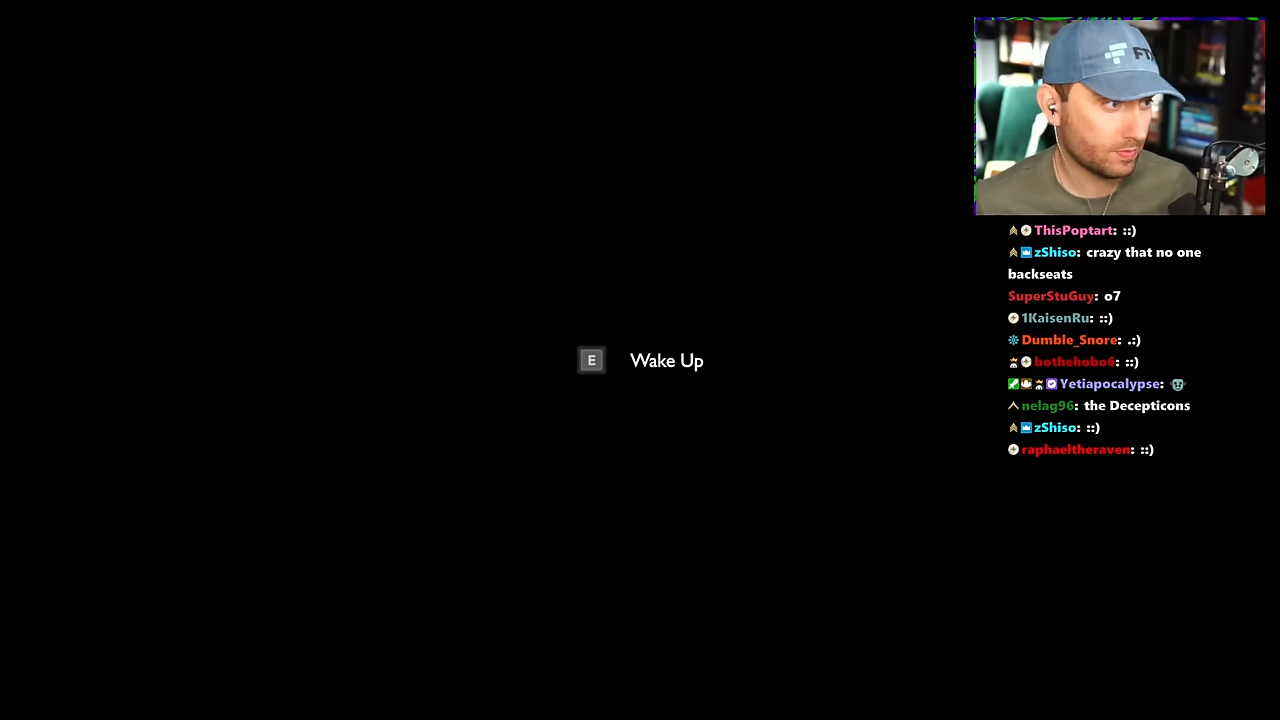 FT
ThisPoptart: ::)
zShiso: crazy that no one
backseats
SuperStuGuy: o7
1KaisenRu: ::)
Dumble_Snore: .:)
bothehobo6: ::)
Yetiapocalypse:
nelag96: the Decepticons
zShiso: ::)
raphaeltheraven: ::)
E Wake Up